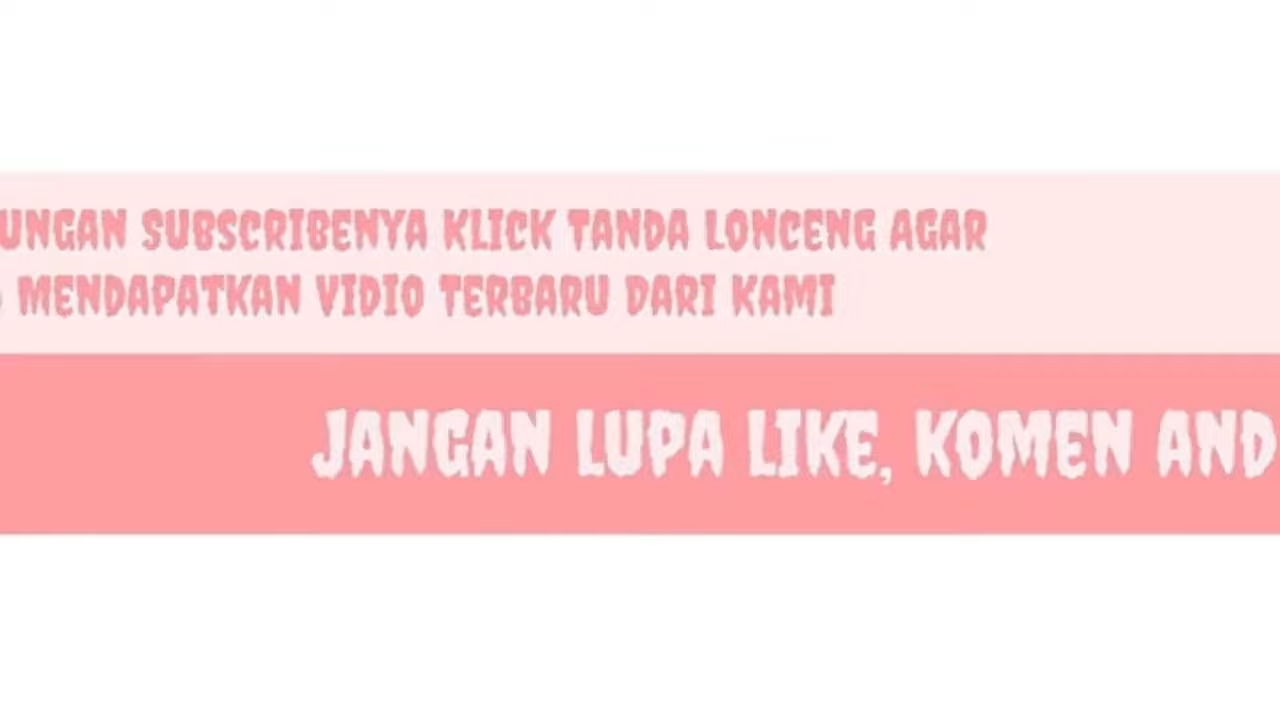 UNGAN SUBSCRIBENYA KLICK TANDA LONCENG AGAR
MENDAPATKAN VIDIO TERBARU DARI KAMI
JANGAN LUPA LIKE, KOMEN AND